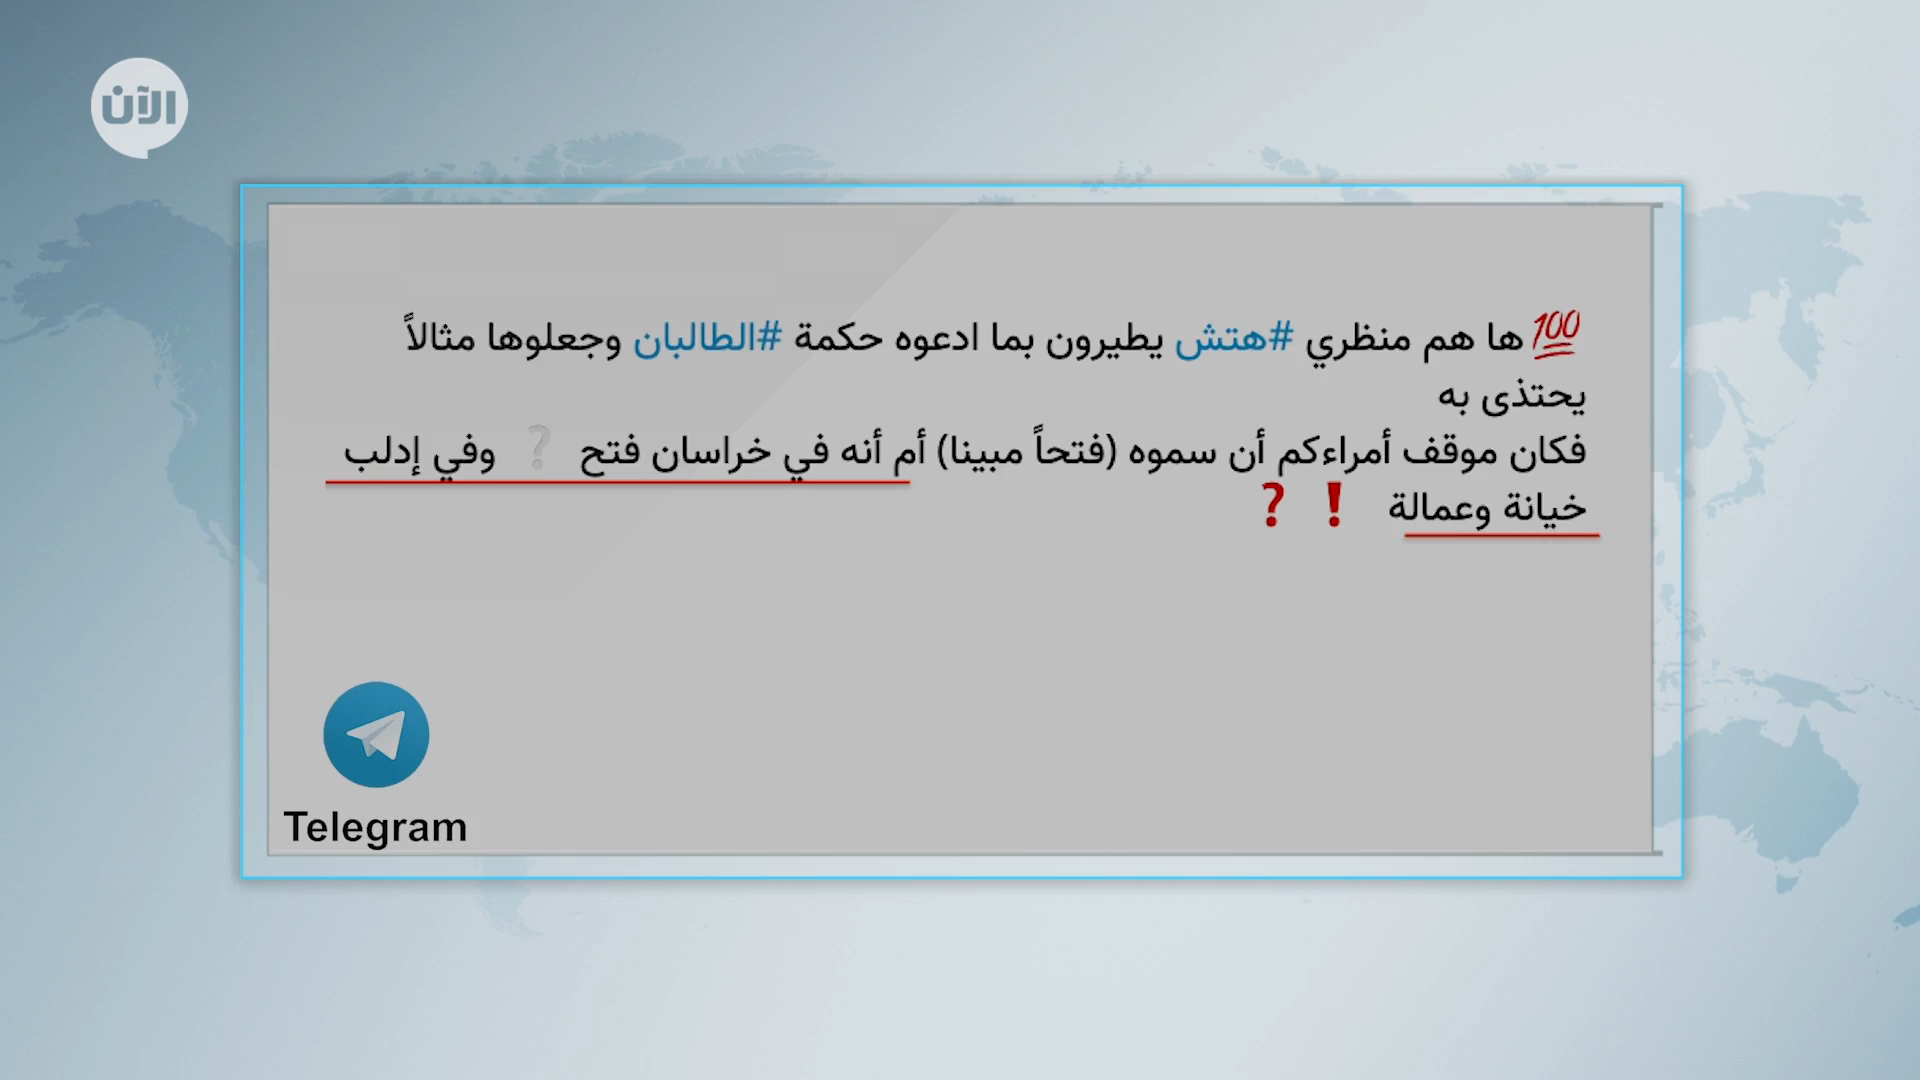 الآن
💯ها هم منظري #هتش يطيرون بما ادعوه حكمة #الطالبان وجعلوها مثالاً
يحتذى به
فكان موقف أمراءكم أن سموه (فتحاً مبينا) أم أنه في خراسان فتح ❔ وفي إدلب
خيانة وعمالة ❗ ❓
Telegram